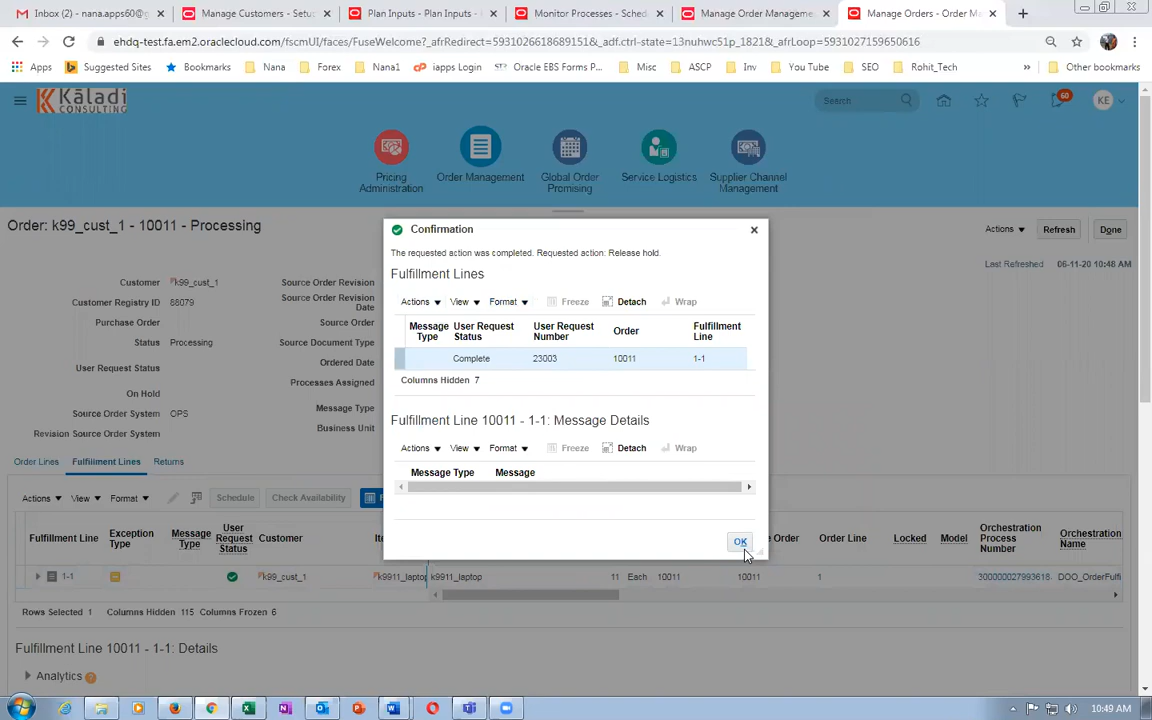 Inbox (2) - nana.apps60@g
Manage Customers - Setu
Plan Inputs - Plan Inputs -
Monitor Processes - Sched
Manage Order Manageme
Manage Orders - Order M
ehdq-test.fa.em2.oraclecloud.com/fscmUI/faces/FuseWelcome?_afrRedirect=5931026618689151&_adf.ctrl-state=13nuhwc51p_1821&_afrLoop=5931027159650616
Apps
Suggested Sites
Bookmarks
Nana
Forex
Nana1
iapps Login
Oracle EBS Forms P...
Misc
ASCP
Inv
You Tube
SEO
Rohit_Tech
»
Other bookmarks
Kāladi
CONSULTING
Search
60
KE
Pricing Administration
Order Management
Global Order Promising
Service Logistics
Supplier Channel Management
Order: k99_cust_1 - 10011 - Processing
Actions
Refresh
Done
Last Refreshed 06-11-20 10:48 AM
Customer k99_cust_1
Customer Registry ID 88079
Purchase Order
Status Processing
User Request Status
On Hold
Source Order System OPS
Revision Source Order System
Source Order Revision
Source Order Revision Date
Source Order
Source Document Type
Ordered Date
Processes Assigned
Message Type
Business Unit
Confirmation
The requested action was completed. Requested action: Release hold.
Fulfillment Lines
Actions View Format Freeze Detach Wrap
Message Type User Request Status User Request Number Order Fulfillment Line
Complete 23003 10011 1-1
Columns Hidden 7
Fulfillment Line 10011 - 1-1: Message Details
Actions View Format Freeze Detach Wrap
Message Type Message
OK
Order Lines Fulfillment Lines Returns
Actions View Format Schedule Check Availability
Fulfillment Line Exception Type Message Type User Request Status Customer Order Order Line Locked Model Orchestration Process Number Orchestration Name
1-1 k99_cust_1 k9911_laptop k9911_laptop 11 Each 10011 10011 1 300000027993618 DOO_OrderFulfi
Rows Selected 1 Columns Hidden 115 Columns Frozen 6
Fulfillment Line 10011 - 1-1: Details
Analytics
10:49 AM